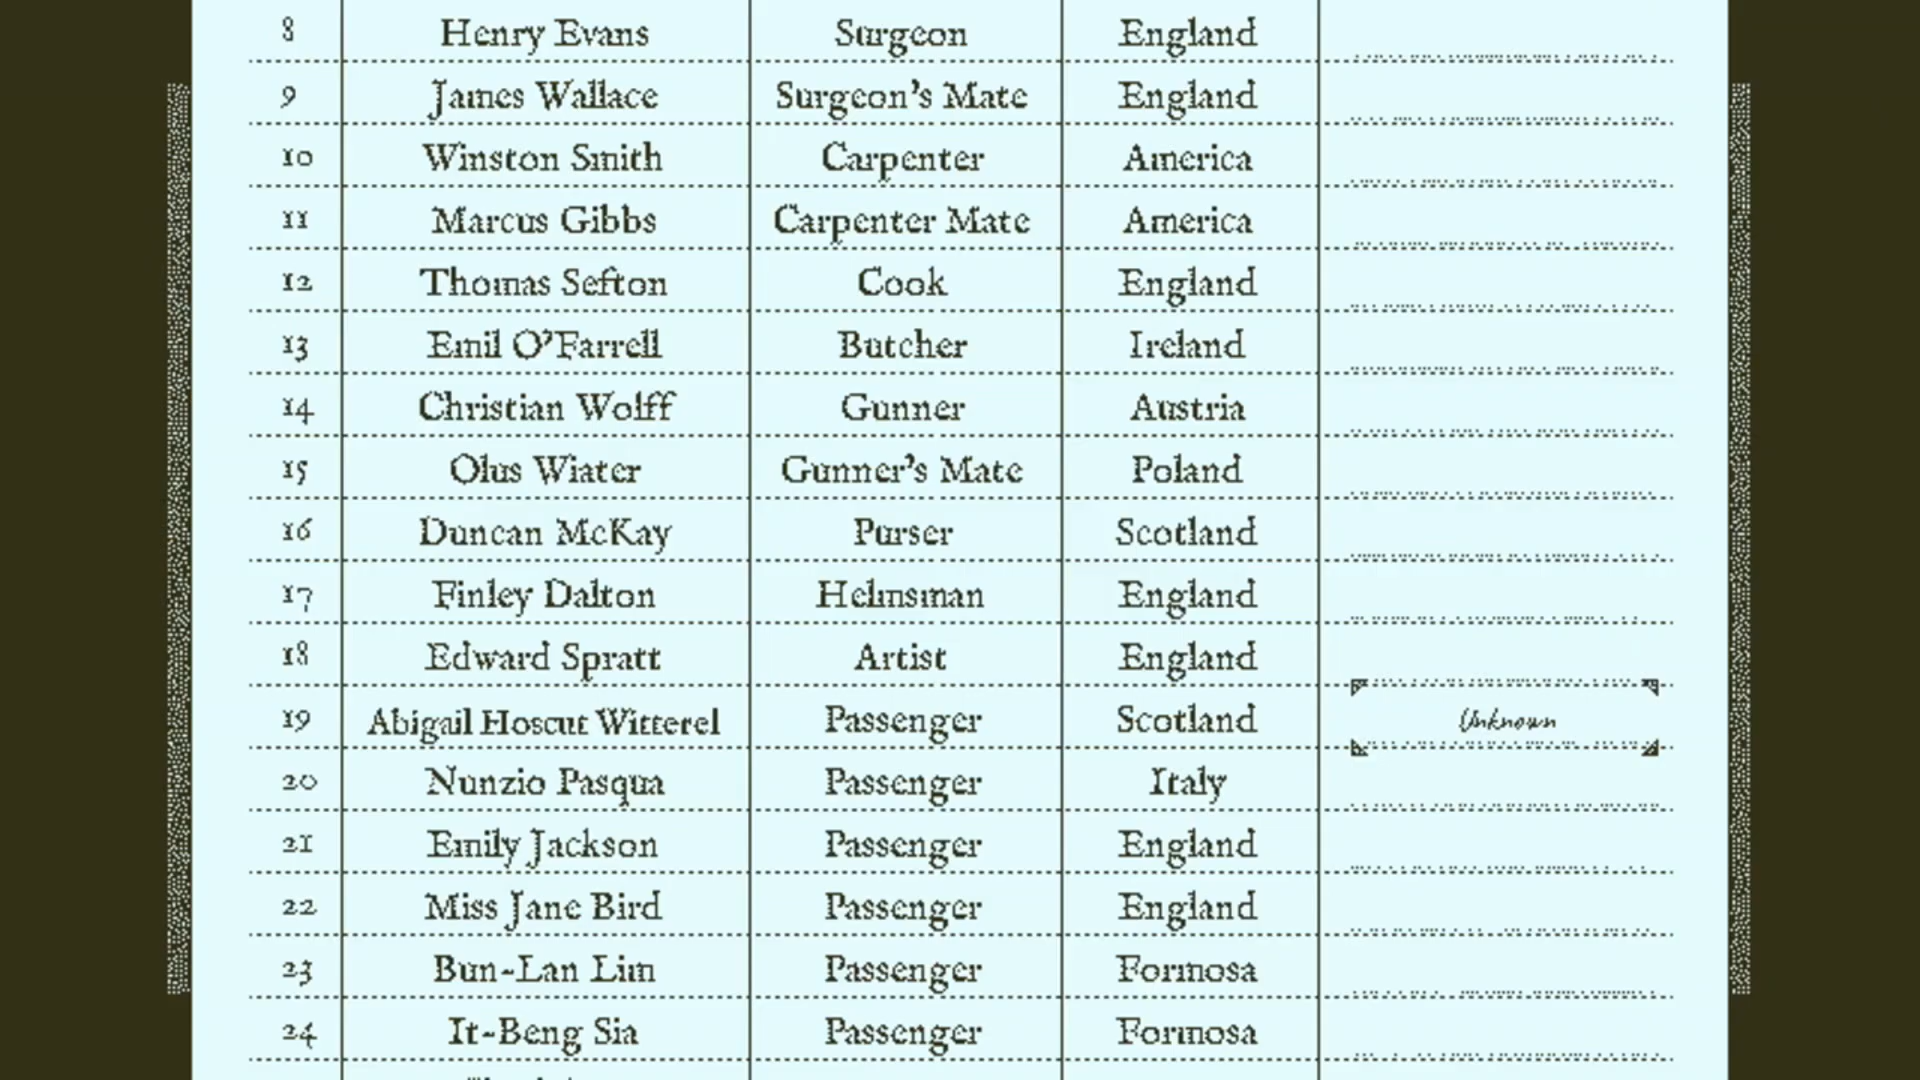 8 Henry Evans Surgeon England
9 James Wallace Surgeon's Mate England
10 Winston Smith Carpenter America
11 Marcus Gibbs Carpenter Mate America
12 Thomas Sefton Cook England
13 Emil O'Farrell Butcher Ireland
14 Christian Wolff Gunner Austria
15 Olus Wiater Gunner's Mate Poland
16 Duncan McKay Purser Scotland
17 Finley Dalton Helmsman England
18 Edward Spratt Artist England
19 Abigail Hoscut Witterel Passenger Scotland Unknown
20 Nunzio Pasqua Passenger Italy
21 Emily Jackson Passenger England
22 Miss Jane Bird Passenger England
23 Bun-Lan Lim Passenger Formosa
24 It-Beng Sia Passenger Formosa